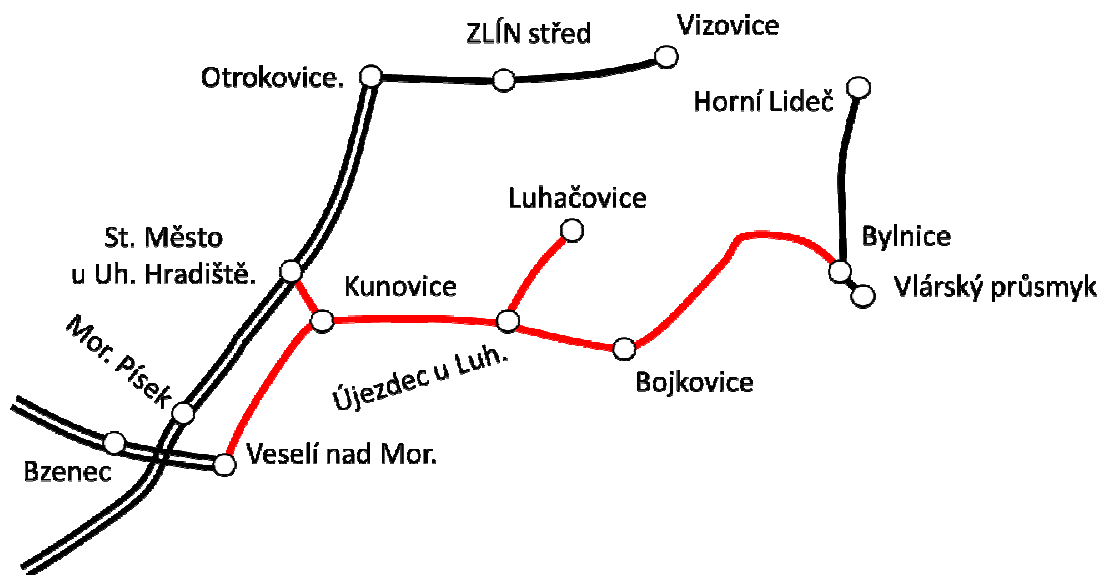 ZLÍN střed
Vizovice
Otrokovice.
Horní Lideč
Luhačovice
St. Město
u Uh. Hradiště.
Kunovice
Bylnice
Vlárský průsmyk
Mor. Písek
Újezdec u Luh.
Bojkovice
Bzenec
Veselí nad Mor.